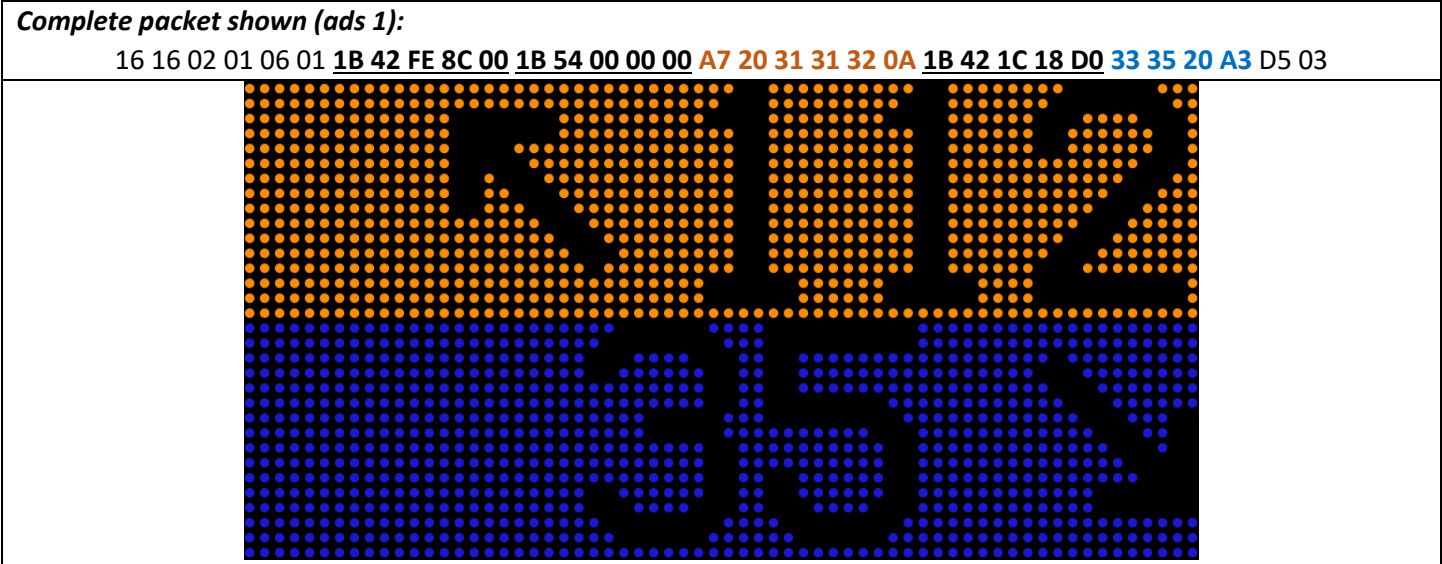 Complete packet shown (ads 1):
16 16 02 01 06 01 1B 42 FE 8C 00 1B 54 00 00 00 A7 20 31 31 32 0A 1B 42 1C 18 D0 33 35 20 A3 D5 03
112
35